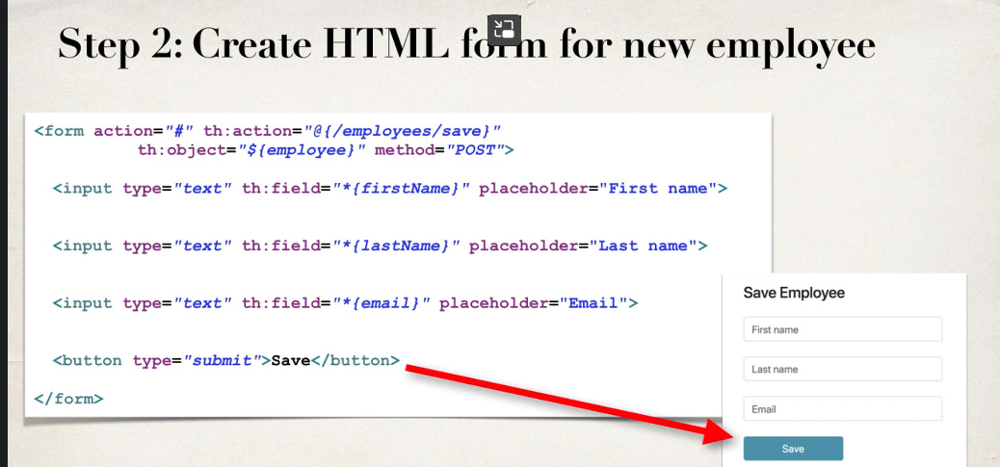 Step 2: Create HTML form for new employee
<form action="#" th:action="@{/employees/save}"
th:object="${employee}" method="POST">
<input type="text" th:field="*{firstName}" placeholder="First name">
<input type="text" th:field="*{lastName}" placeholder="Last name">
<input type="text" th:field="*{email}" placeholder="Email">
<button type="submit">Save</button>
</form>
Save Employee
First name
Last name
Email
Save